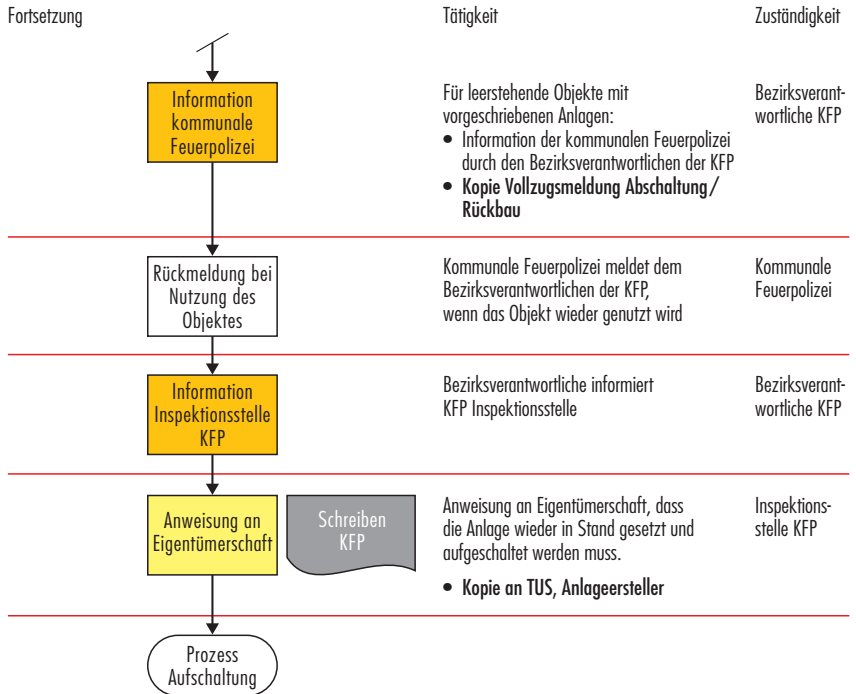 Fortsetzung
Tätigkeit
Zuständigkeit
Information
kommunale
Feuerpolizei
Für leerstehende Objekte mit
vorgeschriebenen Anlagen:
• Information der kommunalen Feuerpolizei
durch den Bezirksverantwortlichen der KFP
• Kopie Vollzugsmeldung Abschaltung/
Rückbau
Bezirksverant-
wortliche KFP
Rückmeldung bei
Nutzung des
Objektes
Kommunale Feuerpolizei meldet dem
Bezirksverantwortlichen der KFP,
wenn das Objekt wieder genutzt wird
Kommunale
Feuerpolizei
Information
Inspektionsstelle
KFP
Bezirksverantwortliche informiert
KFP Inspektionsstelle
Bezirksverant-
wortliche KFP
Anweisung an
Eigentümerschaft
Schreiben
KFP
Anweisung an Eigentümerschaft, dass
die Anlage wieder in Stand gesetzt und
aufgeschaltet werden muss.
• Kopie an TUS, Anlageersteller
Inspektions-
stelle KFP
Prozess
Aufschaltung